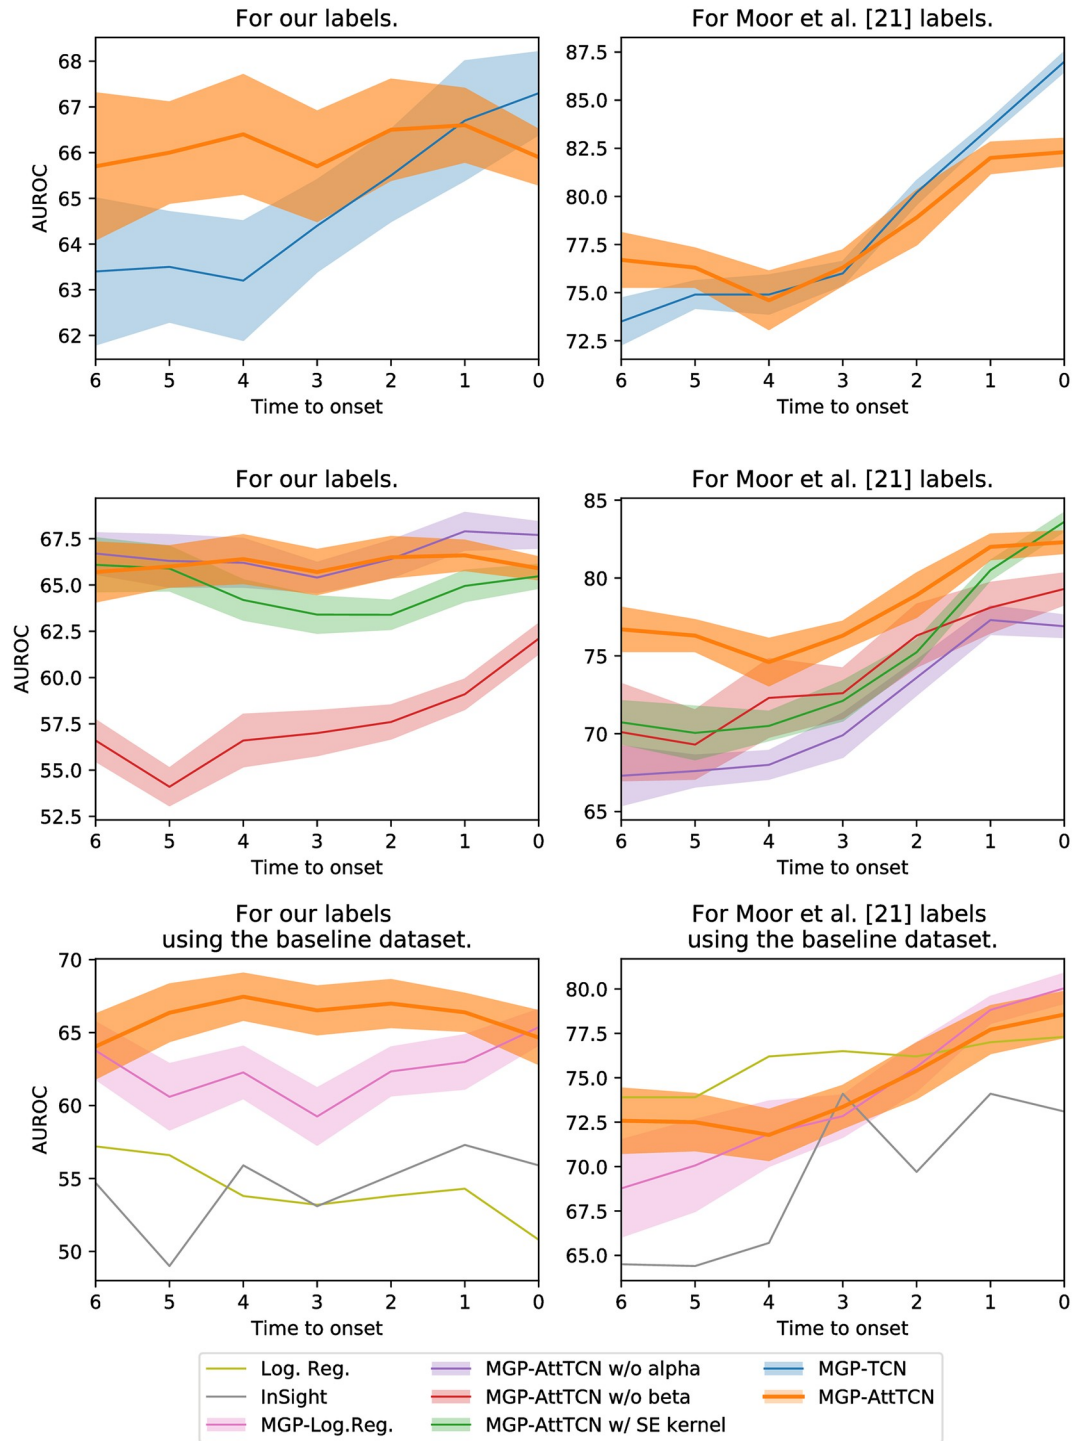 For our labels.
For Moor et al. [21] labels.
AUROC
68
67
66
65
64
63
62
6 5 4 3 2 1 0
Time to onset
87.5
85.0
82.5
80.0
77.5
75.0
72.5
6 5 4 3 2 1 0
Time to onset
For our labels.
For Moor et al. [21] labels.
AUROC
67.5
65.0
62.5
60.0
57.5
55.0
52.5
6 5 4 3 2 1 0
Time to onset
85
80
75
70
65
6 5 4 3 2 1 0
Time to onset
For our labels
using the baseline dataset.
For Moor et al. [21] labels
using the baseline dataset.
AUROC
70
65
60
55
50
6 5 4 3 2 1 0
Time to onset
80.0
77.5
75.0
72.5
70.0
67.5
65.0
6 5 4 3 2 1 0
Time to onset
Log. Reg.
InSight
MGP-Log.Reg.
MGP-AttTCN w/o alpha
MGP-AttTCN w/o beta
MGP-AttTCN w/ SE kernel
MGP-TCN
MGP-AttTCN